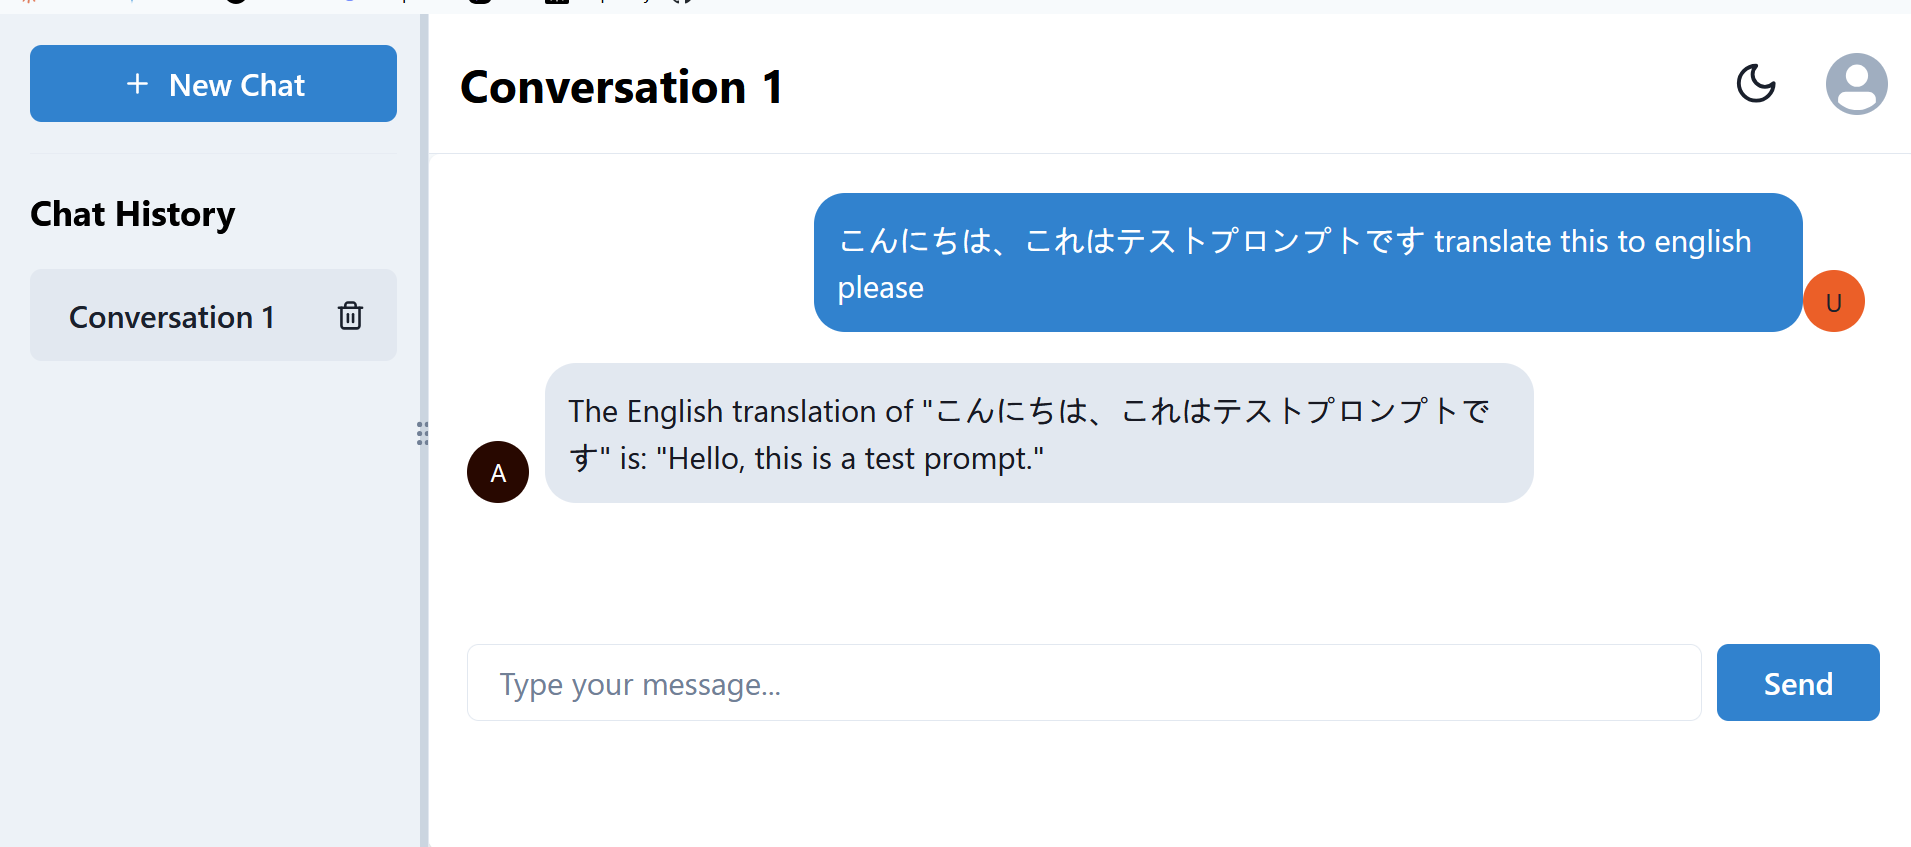 New Chat
Conversation 1
Chat History
Conversation 1
こんにちは、これはテストプロンプトです translate this to english
please
U
The English translation of "こんにちは、これはテストプロンプトで
す" is: "Hello, this is a test prompt."
A
Type your message...
Send